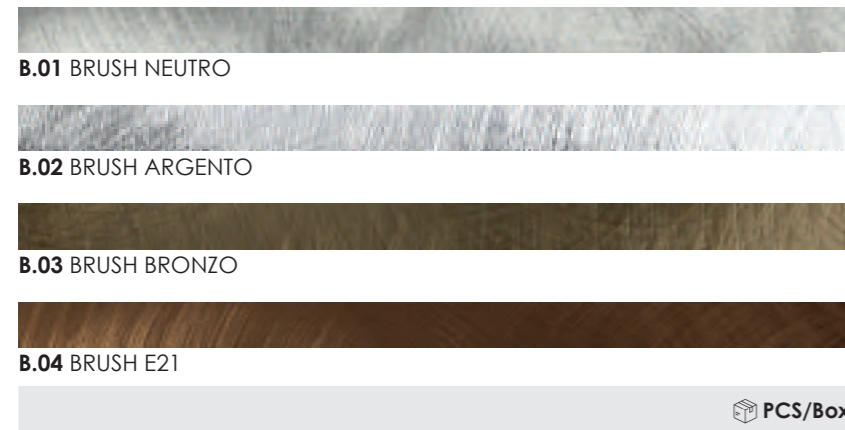 B.01 BRUSH NEUTRO
B.02 BRUSH ARGENTO
B.03 BRUSH BRONZO
B.04 BRUSH E21
PCS/Box